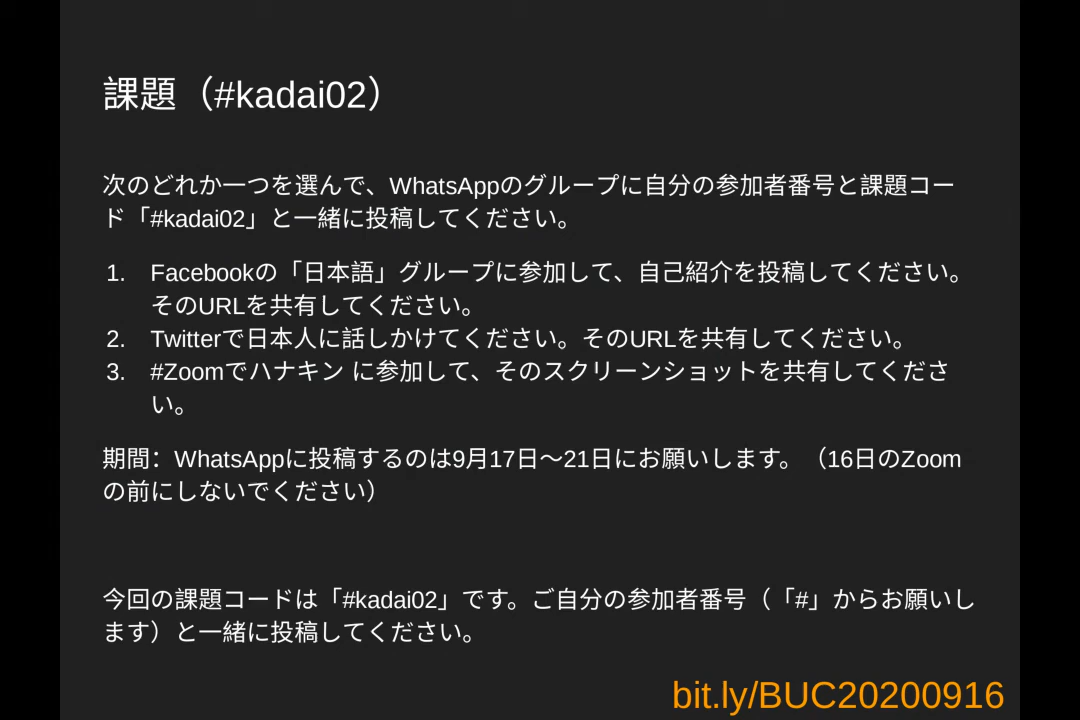 課題（#kadai02）
次のどれか一つを選んで、WhatsAppのグループに自分の参加者番号と課題コー
ド「#kadai02」と一緒に投稿してください。
1. Facebookの「日本語」グループに参加して、自己紹介を投稿してください。
そのURLを共有してください。
2. Twitterで日本人に話しかけてください。そのURLを共有してください。
3. #Zoomでハナキン に参加して、そのスクリーンショットを共有してくださ
い。
期間：WhatsAppに投稿するのは9月17日〜21日にお願いします。（16日のZoom
の前にしないでください）
今回の課題コードは「#kadai02」です。ご自分の参加者番号（「#」からお願いし
ます）と一緒に投稿してください。
bit.ly/BUC20200916